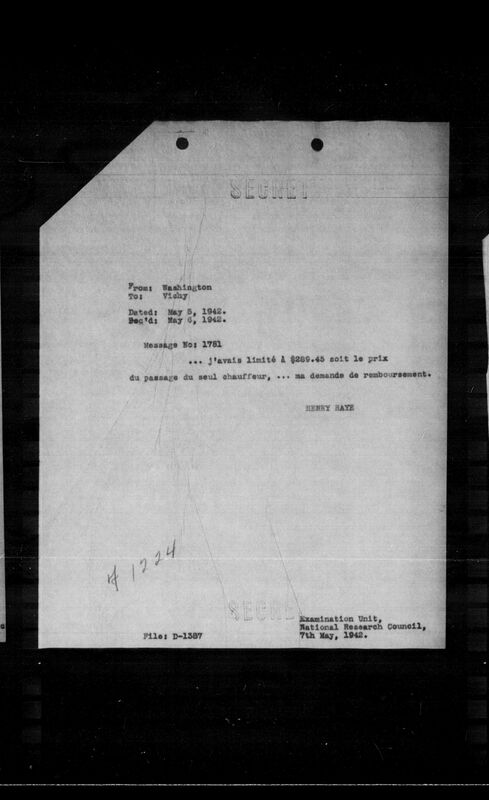 SECRET
From: Washington
To: Vichy
Dated: May 5, 1942.
Rec'd: May 6, 1942.
Message No: 1781
... j'avais limité à $289.45 soit le prix
du passage du seul chauffeur, ... ma demande de remboursement.
HENRY HAYE
# 1224
SECRET
Examination Unit,
National Research Council,
7th May, 1942.
File: D-1387